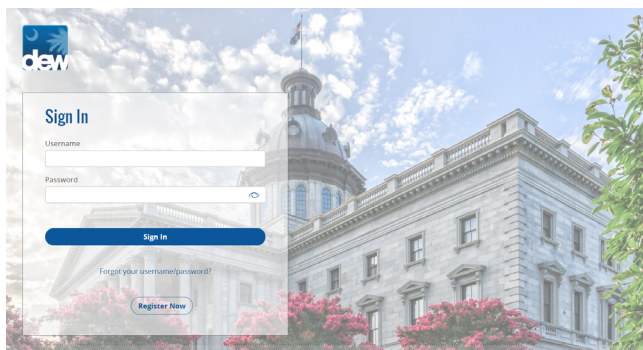 dew
Sign In
Username
Password
Sign In
Forgot your username/password?
Register Now